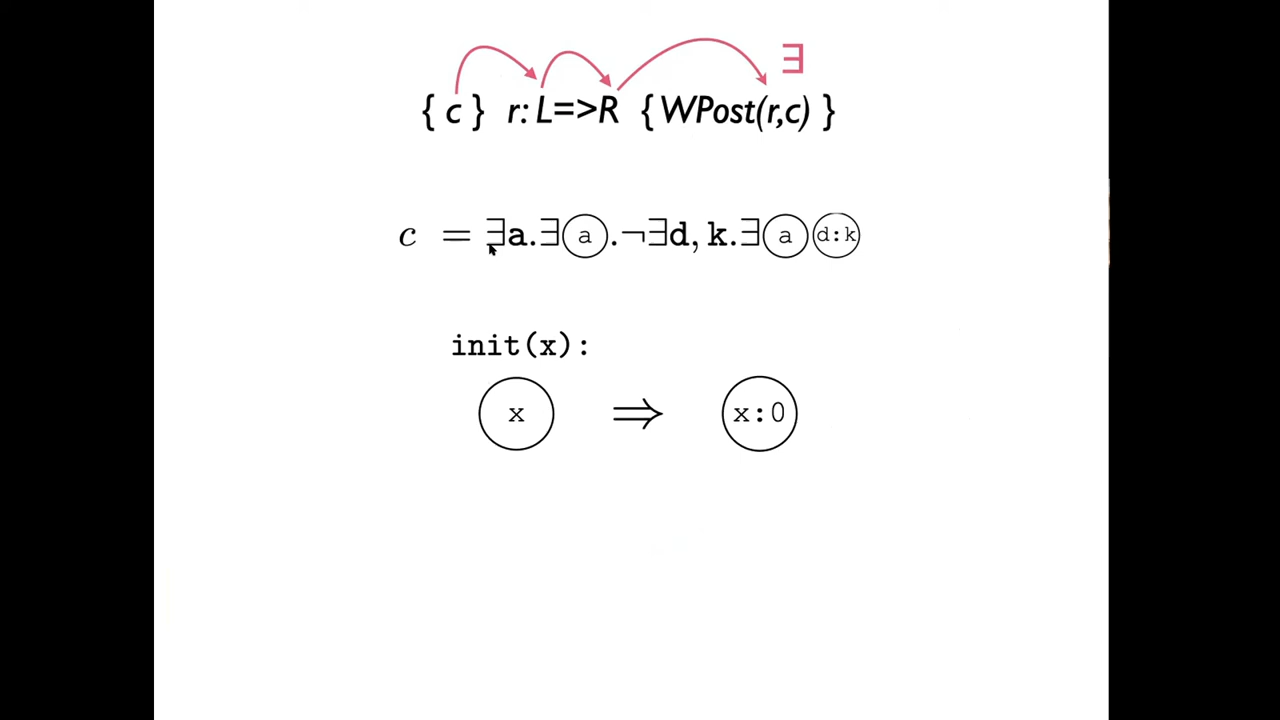 ∃
{ c } r: L=>R { WPost(r,c) }
c = ∃a.∃ a .¬∃d, k.∃ a d:k
init(x):
x ⇒ x:0